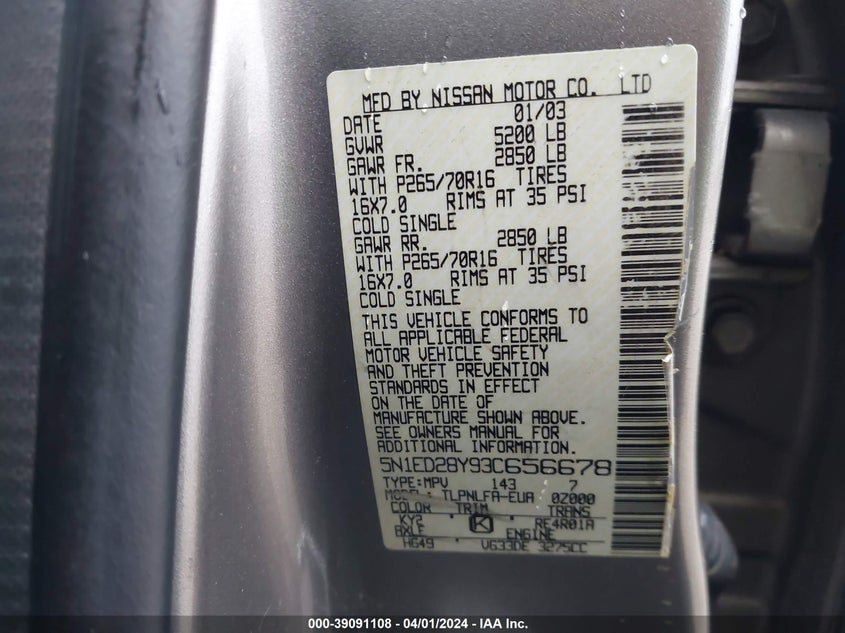 MFD BY NISSAN MOTOR CO. LTD
DATE 01/03
GVWR 5200 LB
GAWR FR. 2850 LB
WITH P265/70R16 TIRES
16X7.0 RIMS AT 35 PSI
COLD SINGLE
GAWR RR. 2850 LB
WITH P265/70R16 TIRES
16X7.0 RIMS AT 35 PSI
COLD SINGLE
THIS VEHICLE CONFORMS TO
ALL APPLICABLE FEDERAL
MOTOR VEHICLE SAFETY
AND THEFT PREVENTION
STANDARDS IN EFFECT
ON THE DATE OF
MANUFACTURE SHOWN ABOVE.
SEE OWNERS MANUAL FOR
ADDITIONAL INFORMATION.
5N1ED28Y93C656678
TYPE:MPV 143 7
MODEL: TLPNLFA-EUA 0Z000
COLOR TRIM TRANS
KY2 K RE4R01A
AXLE ENGINE
HG49 VG33DE 3275CC
000-39091108 - 04/01/2024 - IAA, Inc.